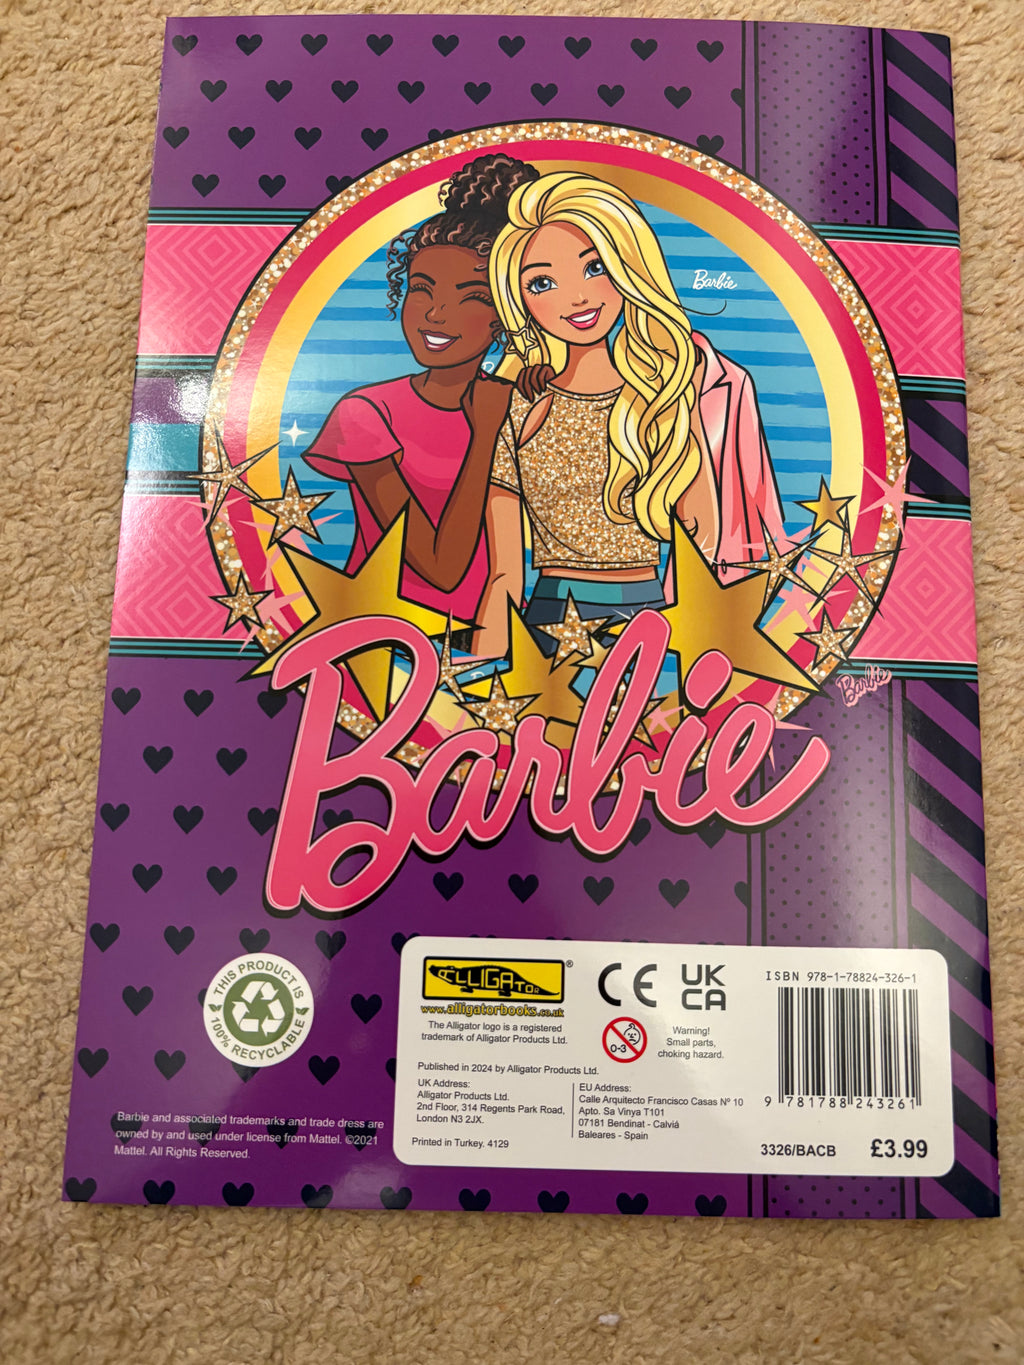 Barbie
Barbie
Barbie
THIS PRODUCT IS
100% RECYCLABLE
ALLIGATOR®
www.alligatorbooks.co.uk
The Alligator logo is a registered
trademark of Alligator Products Ltd.
CE UK
CA
0-3
Warning!
Small parts,
choking hazard.
ISBN 978-1-78824-326-1
9 781788 243261
Published in 2024 by Alligator Products Ltd.
UK Address:
Alligator Products Ltd.
2nd Floor, 314 Regents Park Road,
London N3 2JX.
EU Address:
Calle Arquitecto Francisco Casas Nº 10
Apto. Sa Vinya T101
07181 Bendinat - Calviá
Baleares - Spain
Printed in Turkey. 4129
3326/BACB £3.99
Barbie and associated trademarks and trade dress are
owned by and used under license from Mattel. ©2021
Mattel. All Rights Reserved.